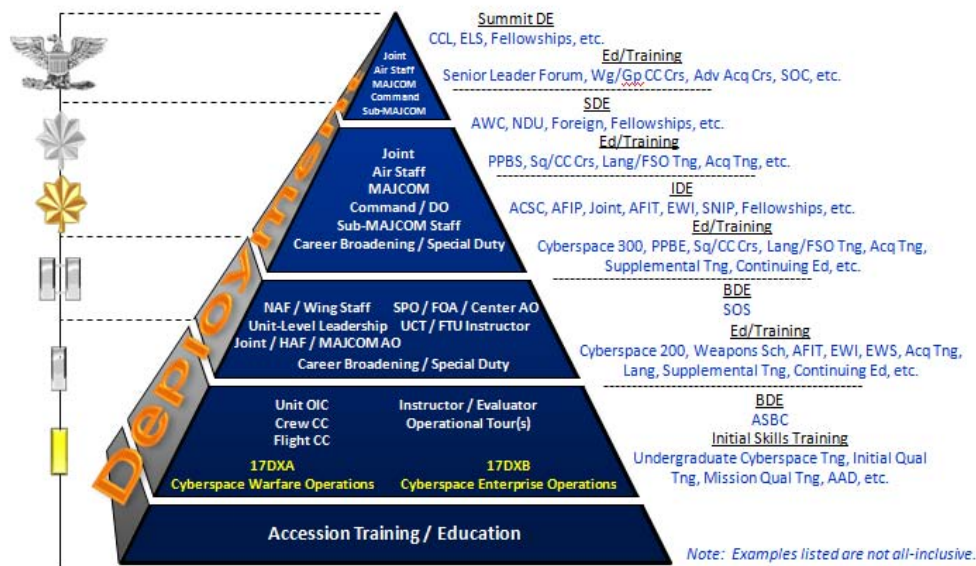 Summit DE
CCL, ELS, Fellowships, etc.
Ed/Training
Senior Leader Forum, Wg/Gp CC Crs, Adv Acq Crs, SOC, etc.
SDE
AWC, NDU, Foreign, Fellowships, etc.
Ed/Training
PPBS, Sq/CC Crs, Lang/FSO Tng, Acq Tng, etc.
IDE
ACSC, AFIP, Joint, AFIT, EWI, SNIP, Fellowships, etc.
Ed/Training
Cyberspace 300, PPBE, Sq/CC Crs, Lang/FSO Tng, Acq Tng,
Supplemental Tng, Continuing Ed, etc.
BDE
SOS
Ed/Training
Cyberspace 200, Weapons Sch, AFIT, EWI, EWS, Acq Tng,
Lang, Supplemental Tng, Continuing Ed, etc.
BDE
ASBC
Initial Skills Training
Undergraduate Cyberspace Tng, Initial Qual
Tng, Mission Qual Tng, AAD, etc.
Deployment
Joint
Air Staff
MAJCOM
Command
Sub-MAJCOM
Joint
Air Staff
MAJCOM
Command / DO
Sub-MAJCOM Staff
Career Broadening / Special Duty
NAF / Wing Staff SPO / FOA / Center AO
Unit-Level Leadership UCT / FTU Instructor
Joint / HAF / MAJCOM AO
Career Broadening / Special Duty
Unit OIC Instructor / Evaluator
Crew CC Operational Tour(s)
Flight CC
17DXA 17DXB
Cyberspace Warfare Operations Cyberspace Enterprise Operations
Accession Training / Education
Note: Examples listed are not all-inclusive.